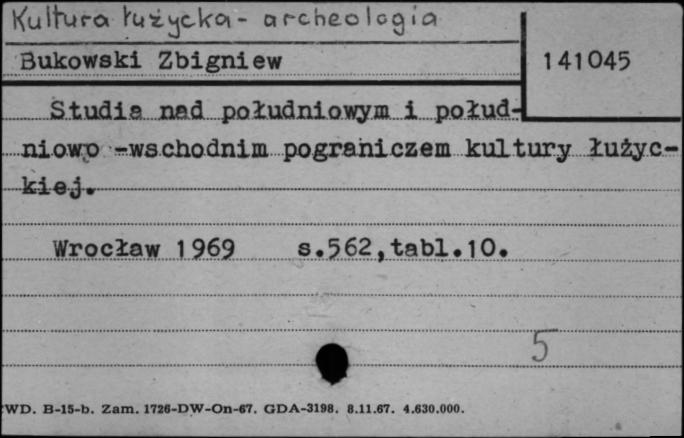 Kultura łużycka - archeologia
Bukowski Zbigniew
141045
Studia nad południowym i połud-
niowo -wschodnim pograniczem kultury łużyc-
kiej.
Wrocław 1969 s.562,tabl.10.
5
WD. B-15-b. Zam. 1726-DW-On-67. GDA-3198. 8.11.67. 4.630.000.